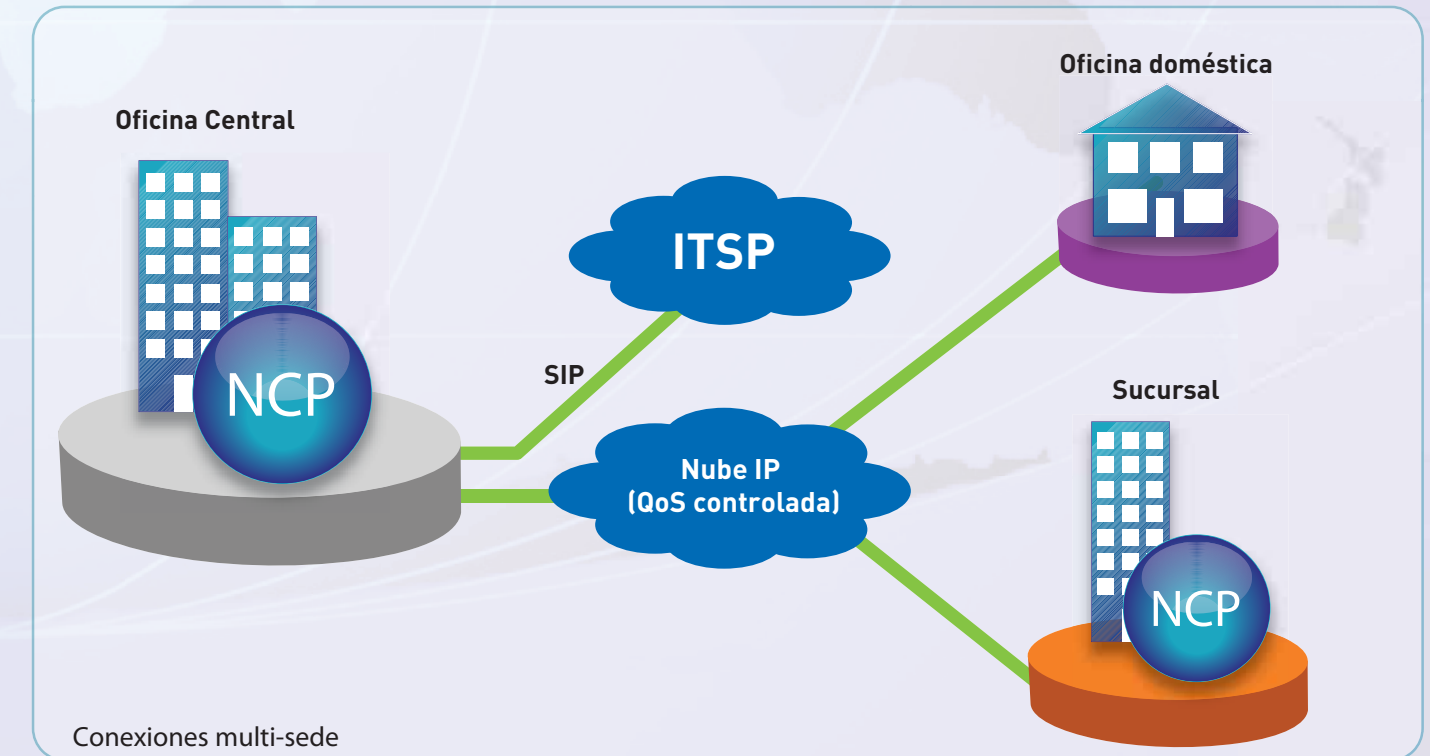 Oficina Central
NCP
ITSP
SIP
Nube IP
(QoS controlada)
Oficina doméstica
Sucursal
NCP
Conexiones multi-sede